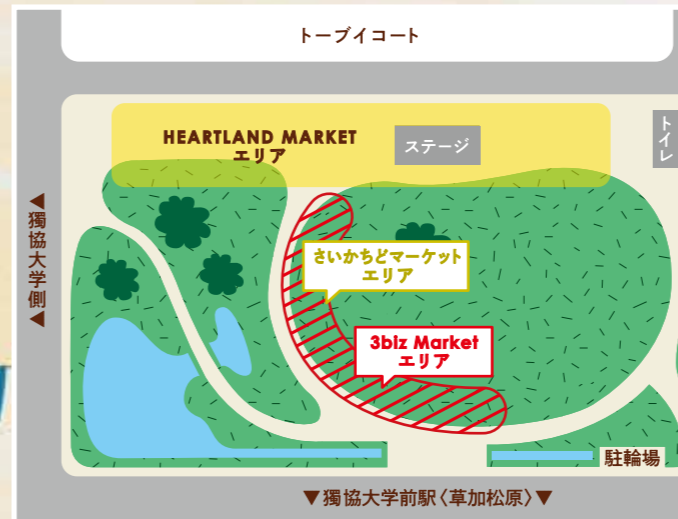 トーブイコート
HEARTLAND MARKET
エリア
ステージ
トイレ
◀獨協大学側◀
さいかちどマーケット
エリア
3biz Market
エリア
駐輪場
▼獨協大学前駅〈草加松原〉▼